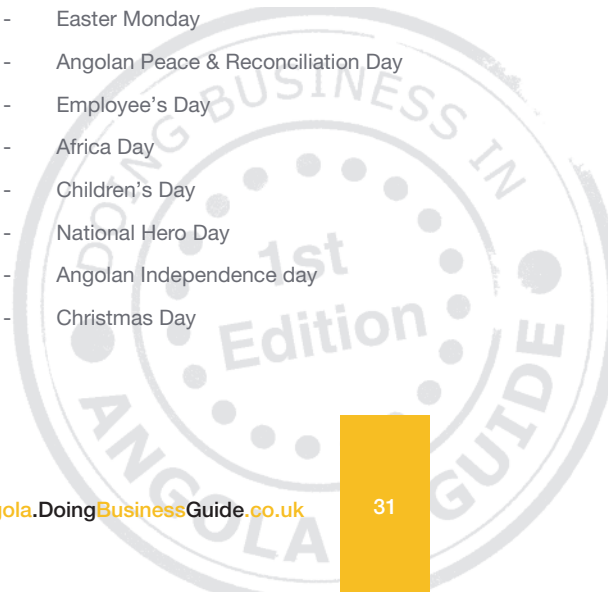 - Easter Monday
- Angolan Peace & Reconciliation Day
- Employee's Day
- Africa Day
- Children's Day
- National Hero Day
- Angolan Independence day
- Christmas Day
DOING BUSINESS IN
ANGOLA GUIDE
1st
Edition
gola.DoingBusinessGuide.co.uk
31